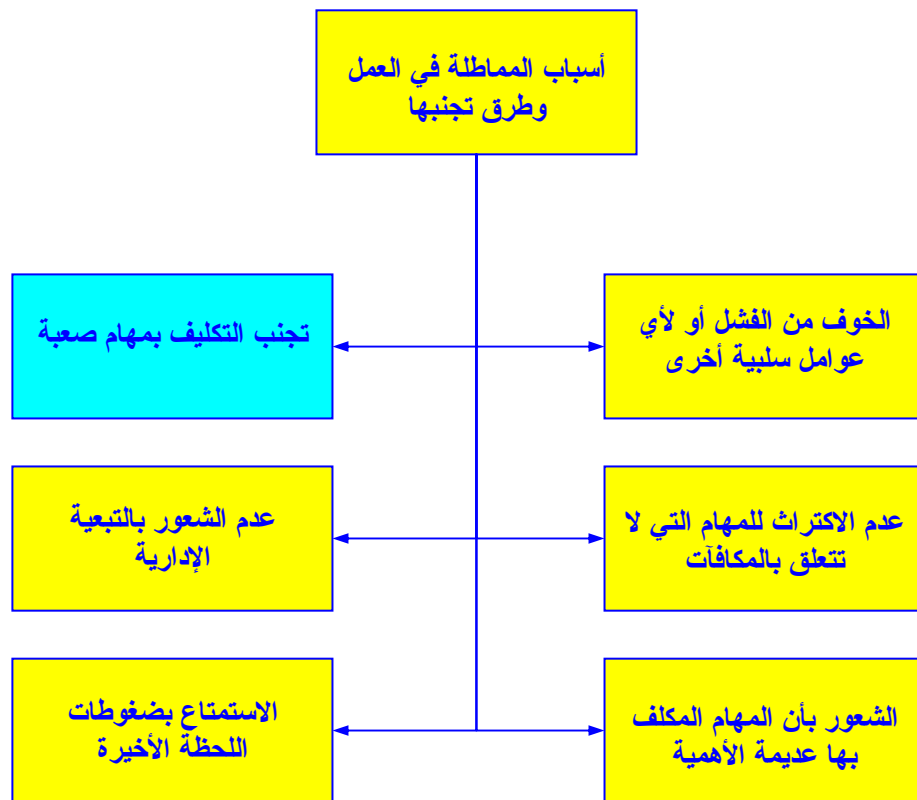 أسباب المماطلة في العمل
وطرق تجنبها
الخوف من الفشل أو لأي
عوامل سلبية أخرى
تجنب التكليف بمهام صعبة
عدم الاكتراث للمهام التي لا
تتعلق بالمكافآت
عدم الشعور بالتبعية
الإدارية
الشعور بأن المهام المكلف
بها عديمة الأهمية
الاستمتاع بضغوطات
اللحظة الأخيرة